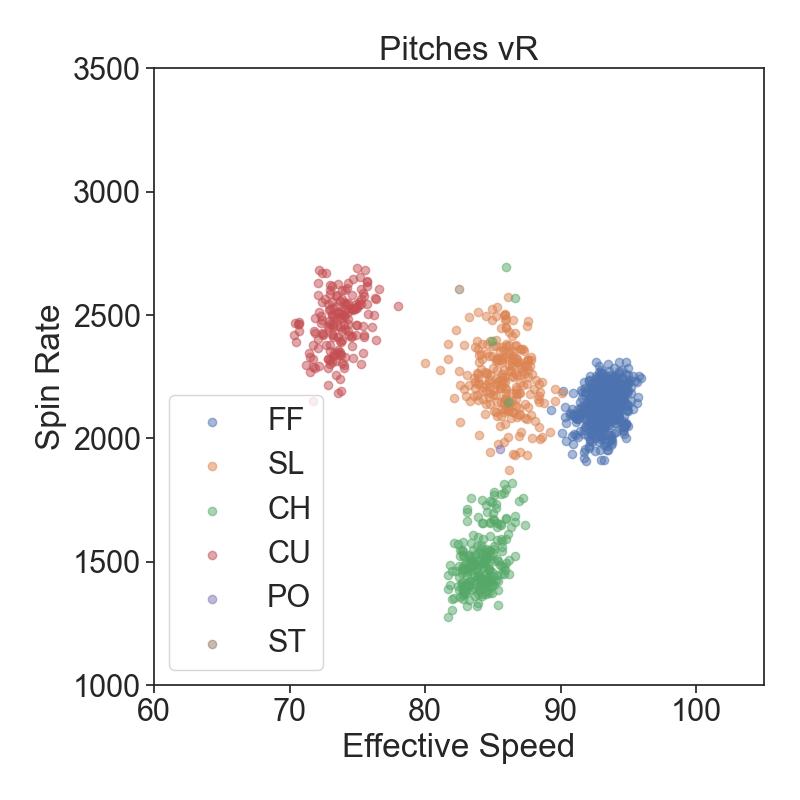 Pitches vR
Spin Rate
3500
3000
2500
2000
1500
1000
FF
SL
CH
CU
PO
ST
60 70 80 90 100
Effective Speed